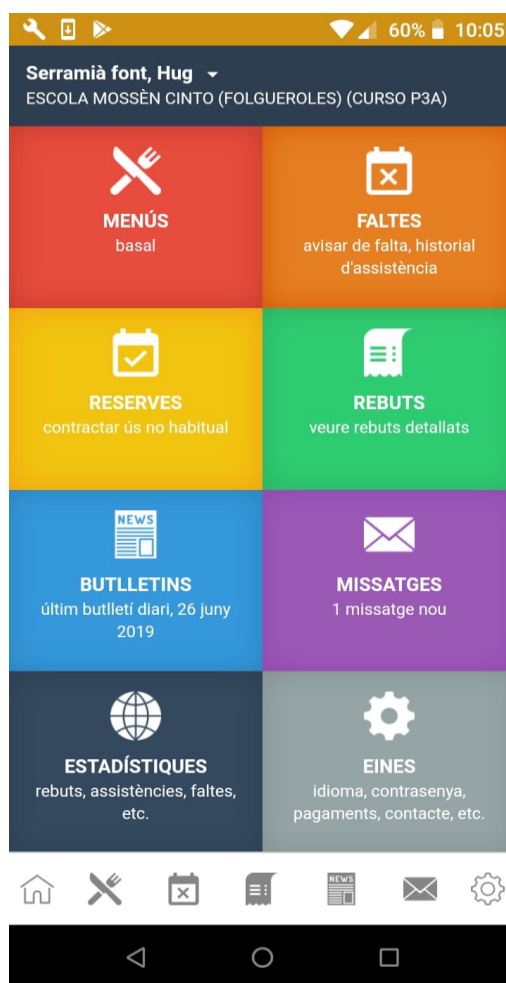 60% 10:05
Serramià font, Hug
ESCOLA MOSSÈN CINTO (FOLGUEROLES) (CURSO P3A)
MENÚS
basal
FALTES
avisar de falta, historial
d'assistència
RESERVES
contractar ús no habitual
REBUTS
veure rebuts detallats
NEWS
BUTLLETINS
últim butlletí diari, 26 juny
2019
MISSATGES
1 missatge nou
ESTADÍSTIQUES
rebuts, assistències, faltes,
etc.
EINES
idioma, contrasenya,
pagaments, contacte, etc.
NEWS